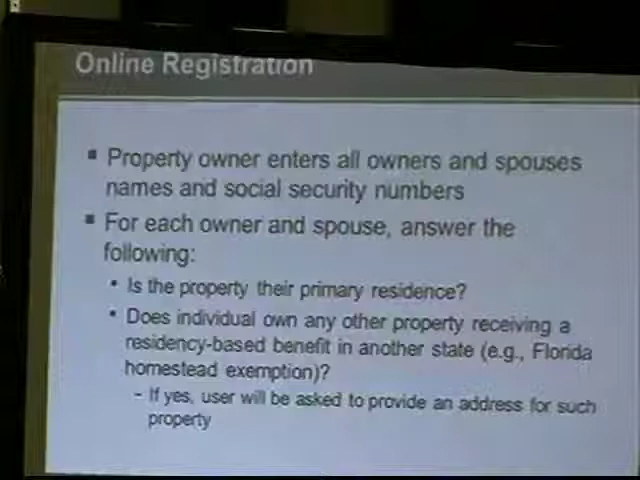 Online Registration
▪ Property owner enters all owners and spouses
names and social security numbers
▪ For each owner and spouse, answer the
following:
• Is the property their primary residence?
• Does individual own any other property receiving a
residency-based benefit in another state (e.g., Florida
homestead exemption)?
– If yes, user will be asked to provide an address for such
property